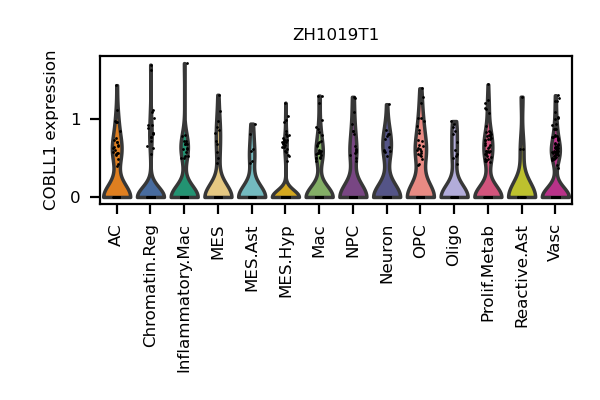 ZH1019T1
COBLL1 expression
1
0
AC
Chromatin.Reg
Inflammatory.Mac
MES
MES.Ast
MES.Hyp
Mac
NPC
Neuron
OPC
Oligo
Prolif.Metab
Reactive.Ast
Vasc